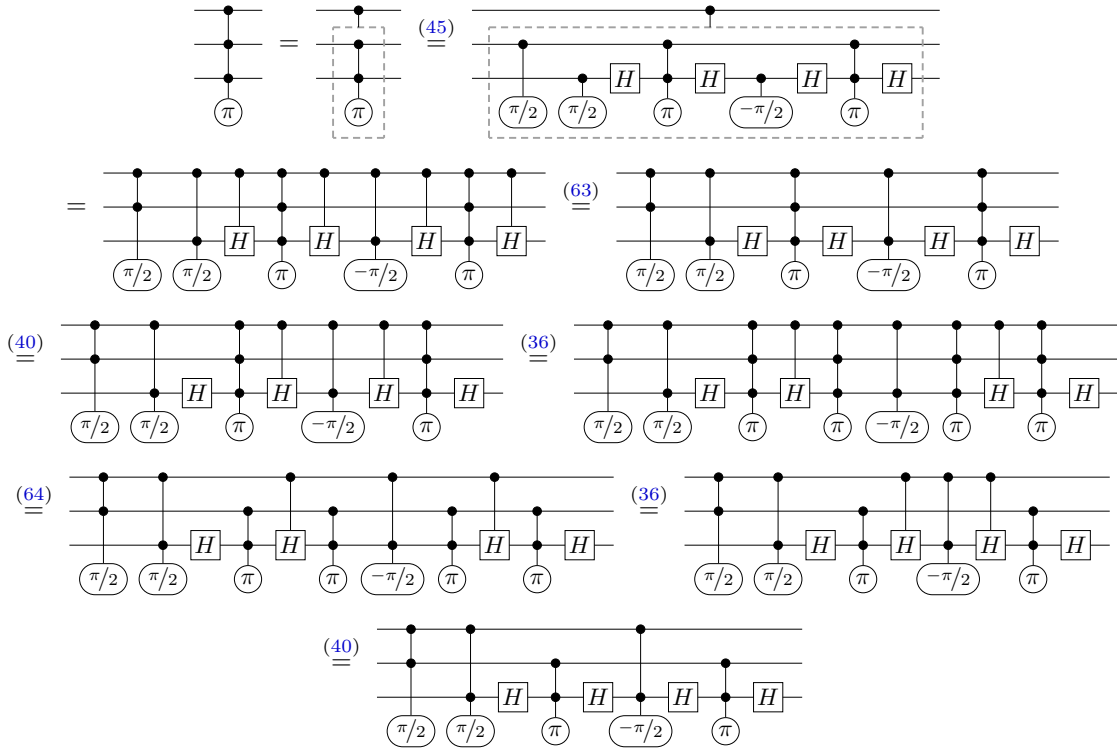 (45)
= =
H H H H
π π π/2 π/2 π −π/2 π
(63)
= =
H H H H H H H H
π/2 π/2 π −π/2 π π/2 π/2 π −π/2 π
(40) (36)
= =
H H H H H H H H
π/2 π/2 π −π/2 π π/2 π/2 π π −π/2 π π
(64) (36)
= =
H H H H H H H H
π/2 π/2 π π −π/2 π π π/2 π/2 π −π/2 π
(40)
=
H H H H
π/2 π/2 π −π/2 π